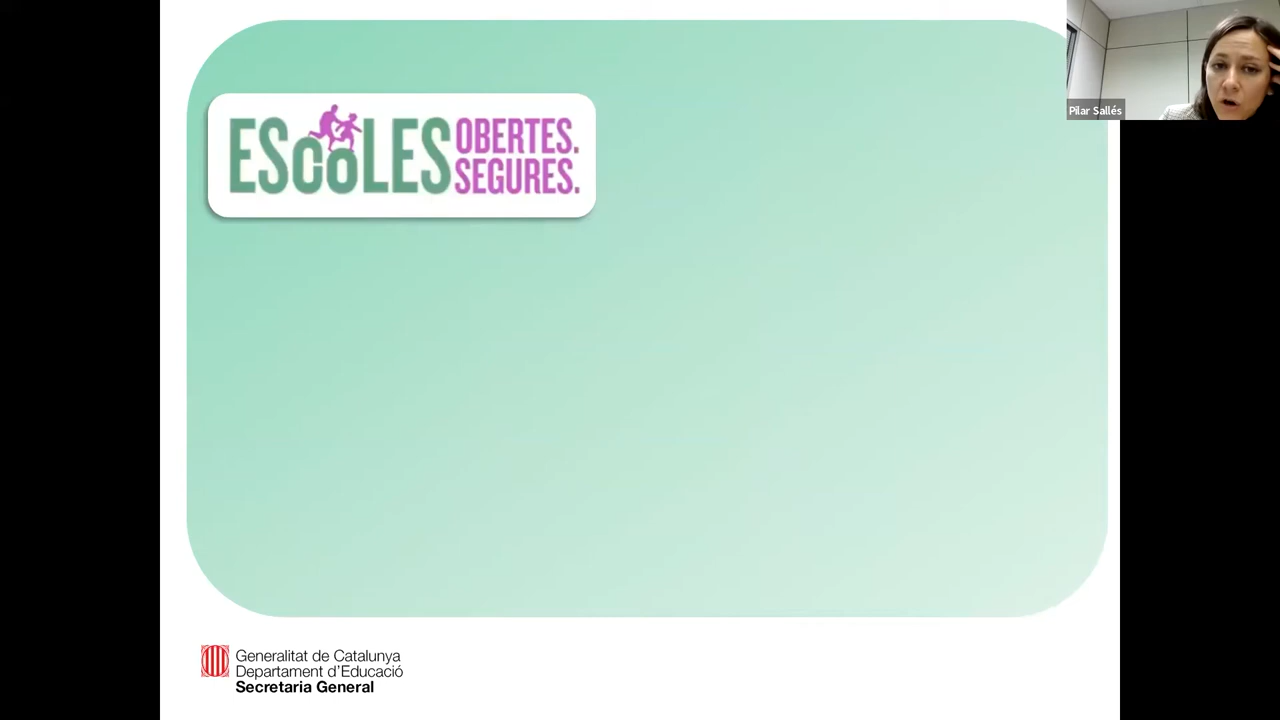 Pilar Sallés
ESCOLES OBERTES.
SEGURES.
Generalitat de Catalunya
Departament d'Educació
Secretaria General